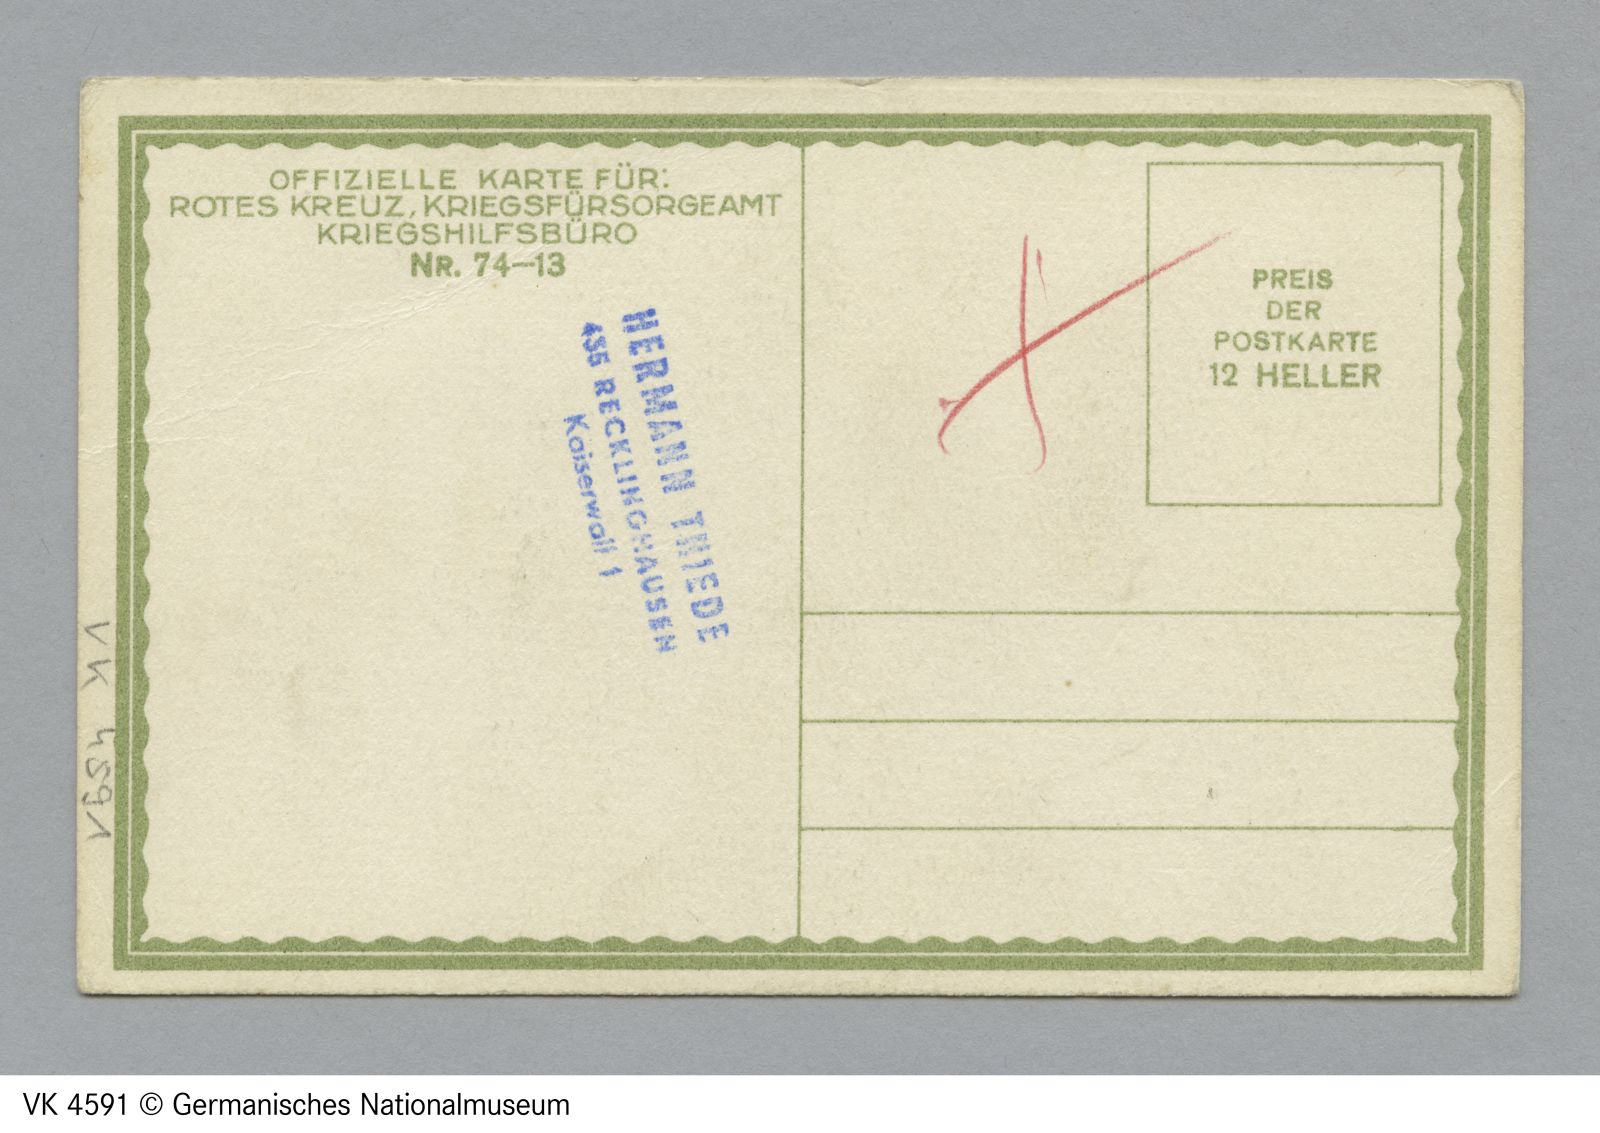 OFFIZIELLE KARTE FÜR:
ROTES KREUZ, KRIEGSFÜRSORGEAMT
KRIEGSHILFSBÜRO
NR. 74—13
HERMANN THIEDE
435 RECKLINGHAUSEN
Kaiserwall 1
PREIS
DER
POSTKARTE
12 HELLER
VK 4591
VK 4591 © Germanisches Nationalmuseum